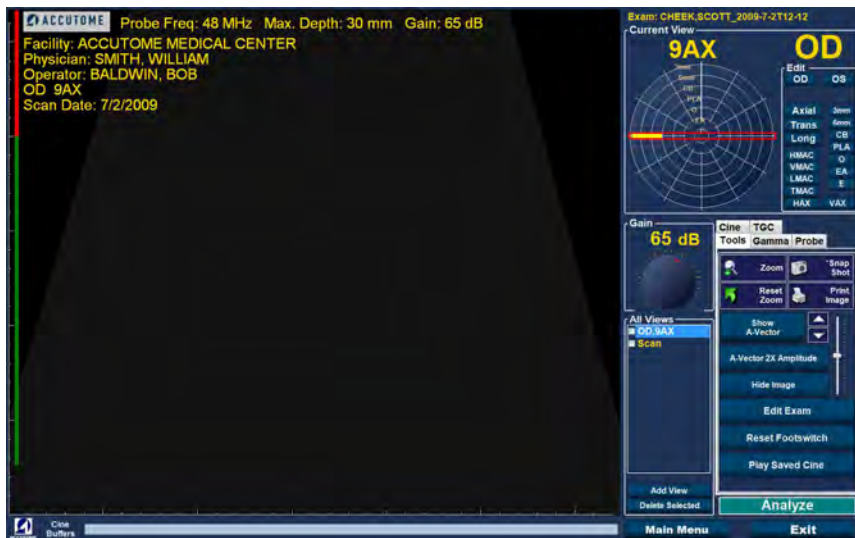 ACCUTOME Probe Freq: 48 MHz Max. Depth: 30 mm Gain: 65 dB
Facility: ACCUTOME MEDICAL CENTER
Physician: SMITH, WILLIAM
Operator: BALDWIN, BOB
OD 9AX
Scan Date: 7/2/2009
Exam: CHEEK,SCOTT_2009-7-2T12-12
Current View
9AX
OD
CB
PLA
O
EA
Edit
OD OS
Axial 3mm
Trans 6mm
Long CB
PLA
HMAC O
VMAC EA
LMAC E
TMAC
HAX VAX
Gain
65 dB
Cine TGC
Tools Gamma Probe
Zoom
Snap Shot
Reset Zoom
Print Image
Show A-Vector
A-Vector 2X Amplitude
Hide Image
Edit Exam
Reset Footswitch
Play Saved Cine
All Views
OD,9AX
Scan
Add View
Delete Selected
Analyze
Cine Buffers
Main Menu
Exit